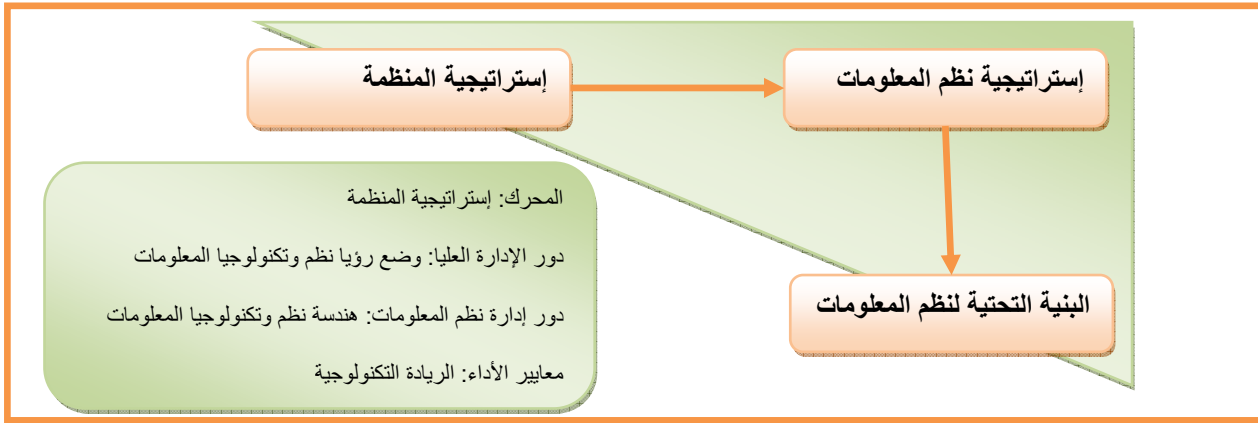 إستراتيجية المنظمة
إستراتيجية نظم المعلومات
البنية التحتية لنظم المعلومات
المحرك: إستراتيجية المنظمة
دور الإدارة العليا: وضع رؤيا نظم وتكنولوجيا المعلومات
دور إدارة نظم المعلومات: هندسة نظم وتكنولوجيا المعلومات
معايير الأداء: الريادة التكنولوجية